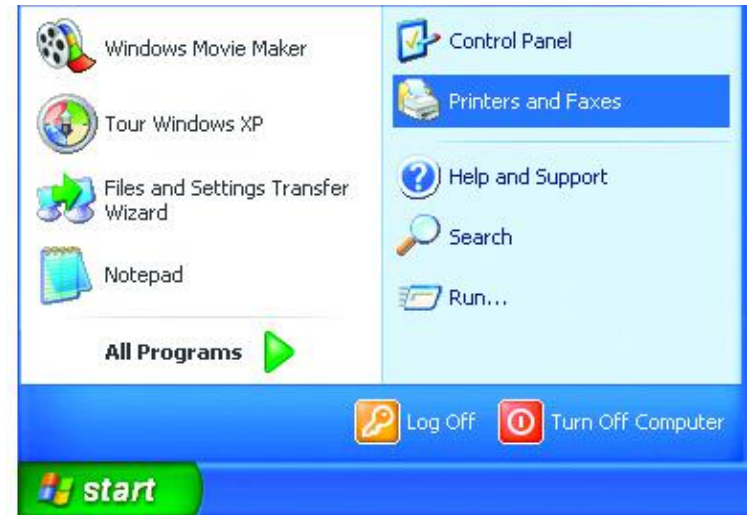 Windows Movie Maker
Tour Windows XP
Files and Settings Transfer
Wizard
Notepad
All Programs
Control Panel
Printers and Faxes
Help and Support
Search
Run...
Log Off
Turn Off Computer
start